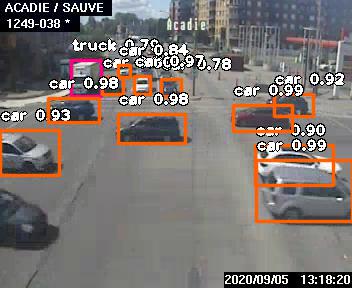 ACADIE / SAUVE
1249-038 *
Acadie
truck 0.79
car 0.84
car 0.97
0.78
car 0.98
car 0.92
car 0.99
car 0.98
car 0.93
car 0.90
car 0.99
2020/09/05 13:18:20